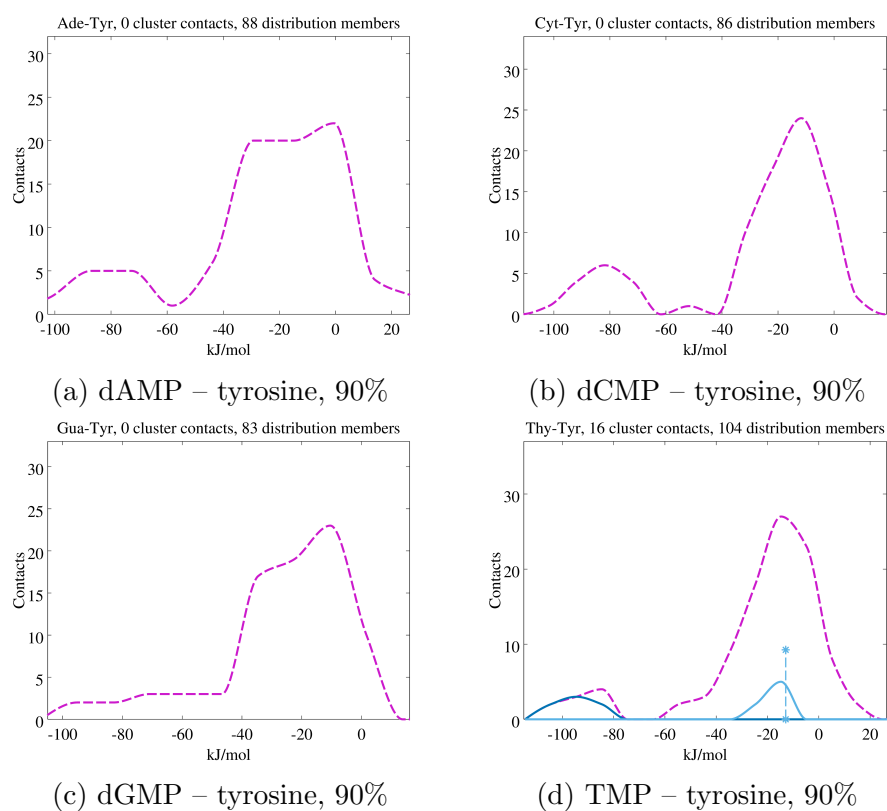 Ade-Tyr, 0 cluster contacts, 88 distribution members
30
25
20
15
10
5
0
Contacts
-100 -80 -60 -40 -20 0 20
kJ/mol
(a) dAMP – tyrosine, 90%
Cyt-Tyr, 0 cluster contacts, 86 distribution members
30
25
20
15
10
5
0
Contacts
-100 -80 -60 -40 -20 0
kJ/mol
(b) dCMP – tyrosine, 90%
Gua-Tyr, 0 cluster contacts, 83 distribution members
30
25
20
15
10
5
0
Contacts
-100 -80 -60 -40 -20 0
kJ/mol
(c) dGMP – tyrosine, 90%
Thy-Tyr, 16 cluster contacts, 104 distribution members
30
20
10
0
Contacts
-100 -80 -60 -40 -20 0 20
kJ/mol
(d) TMP – tyrosine, 90%